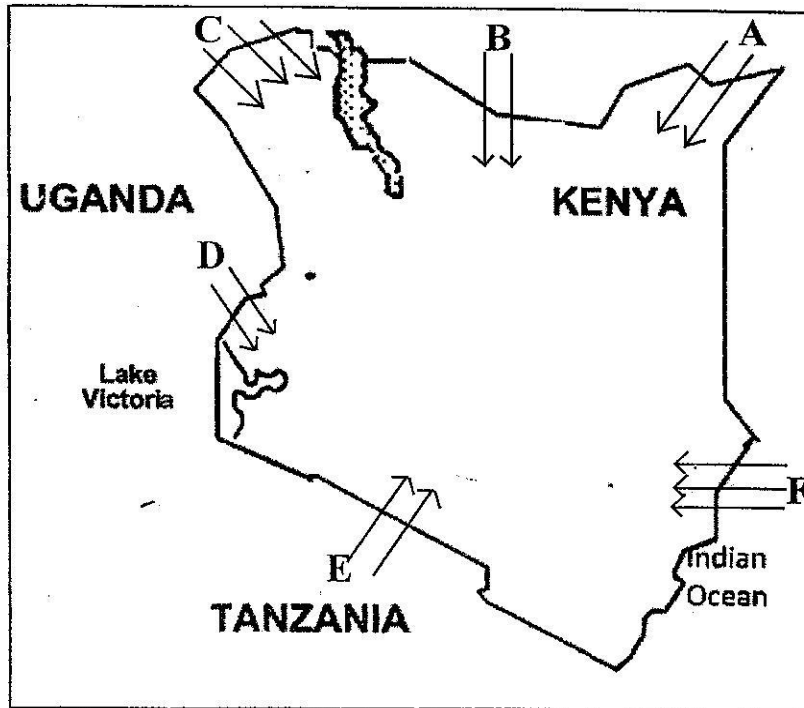 C
B
A
UGANDA
KENYA
D
Lake
Victoria
F
E
Indian
Ocean
TANZANIA